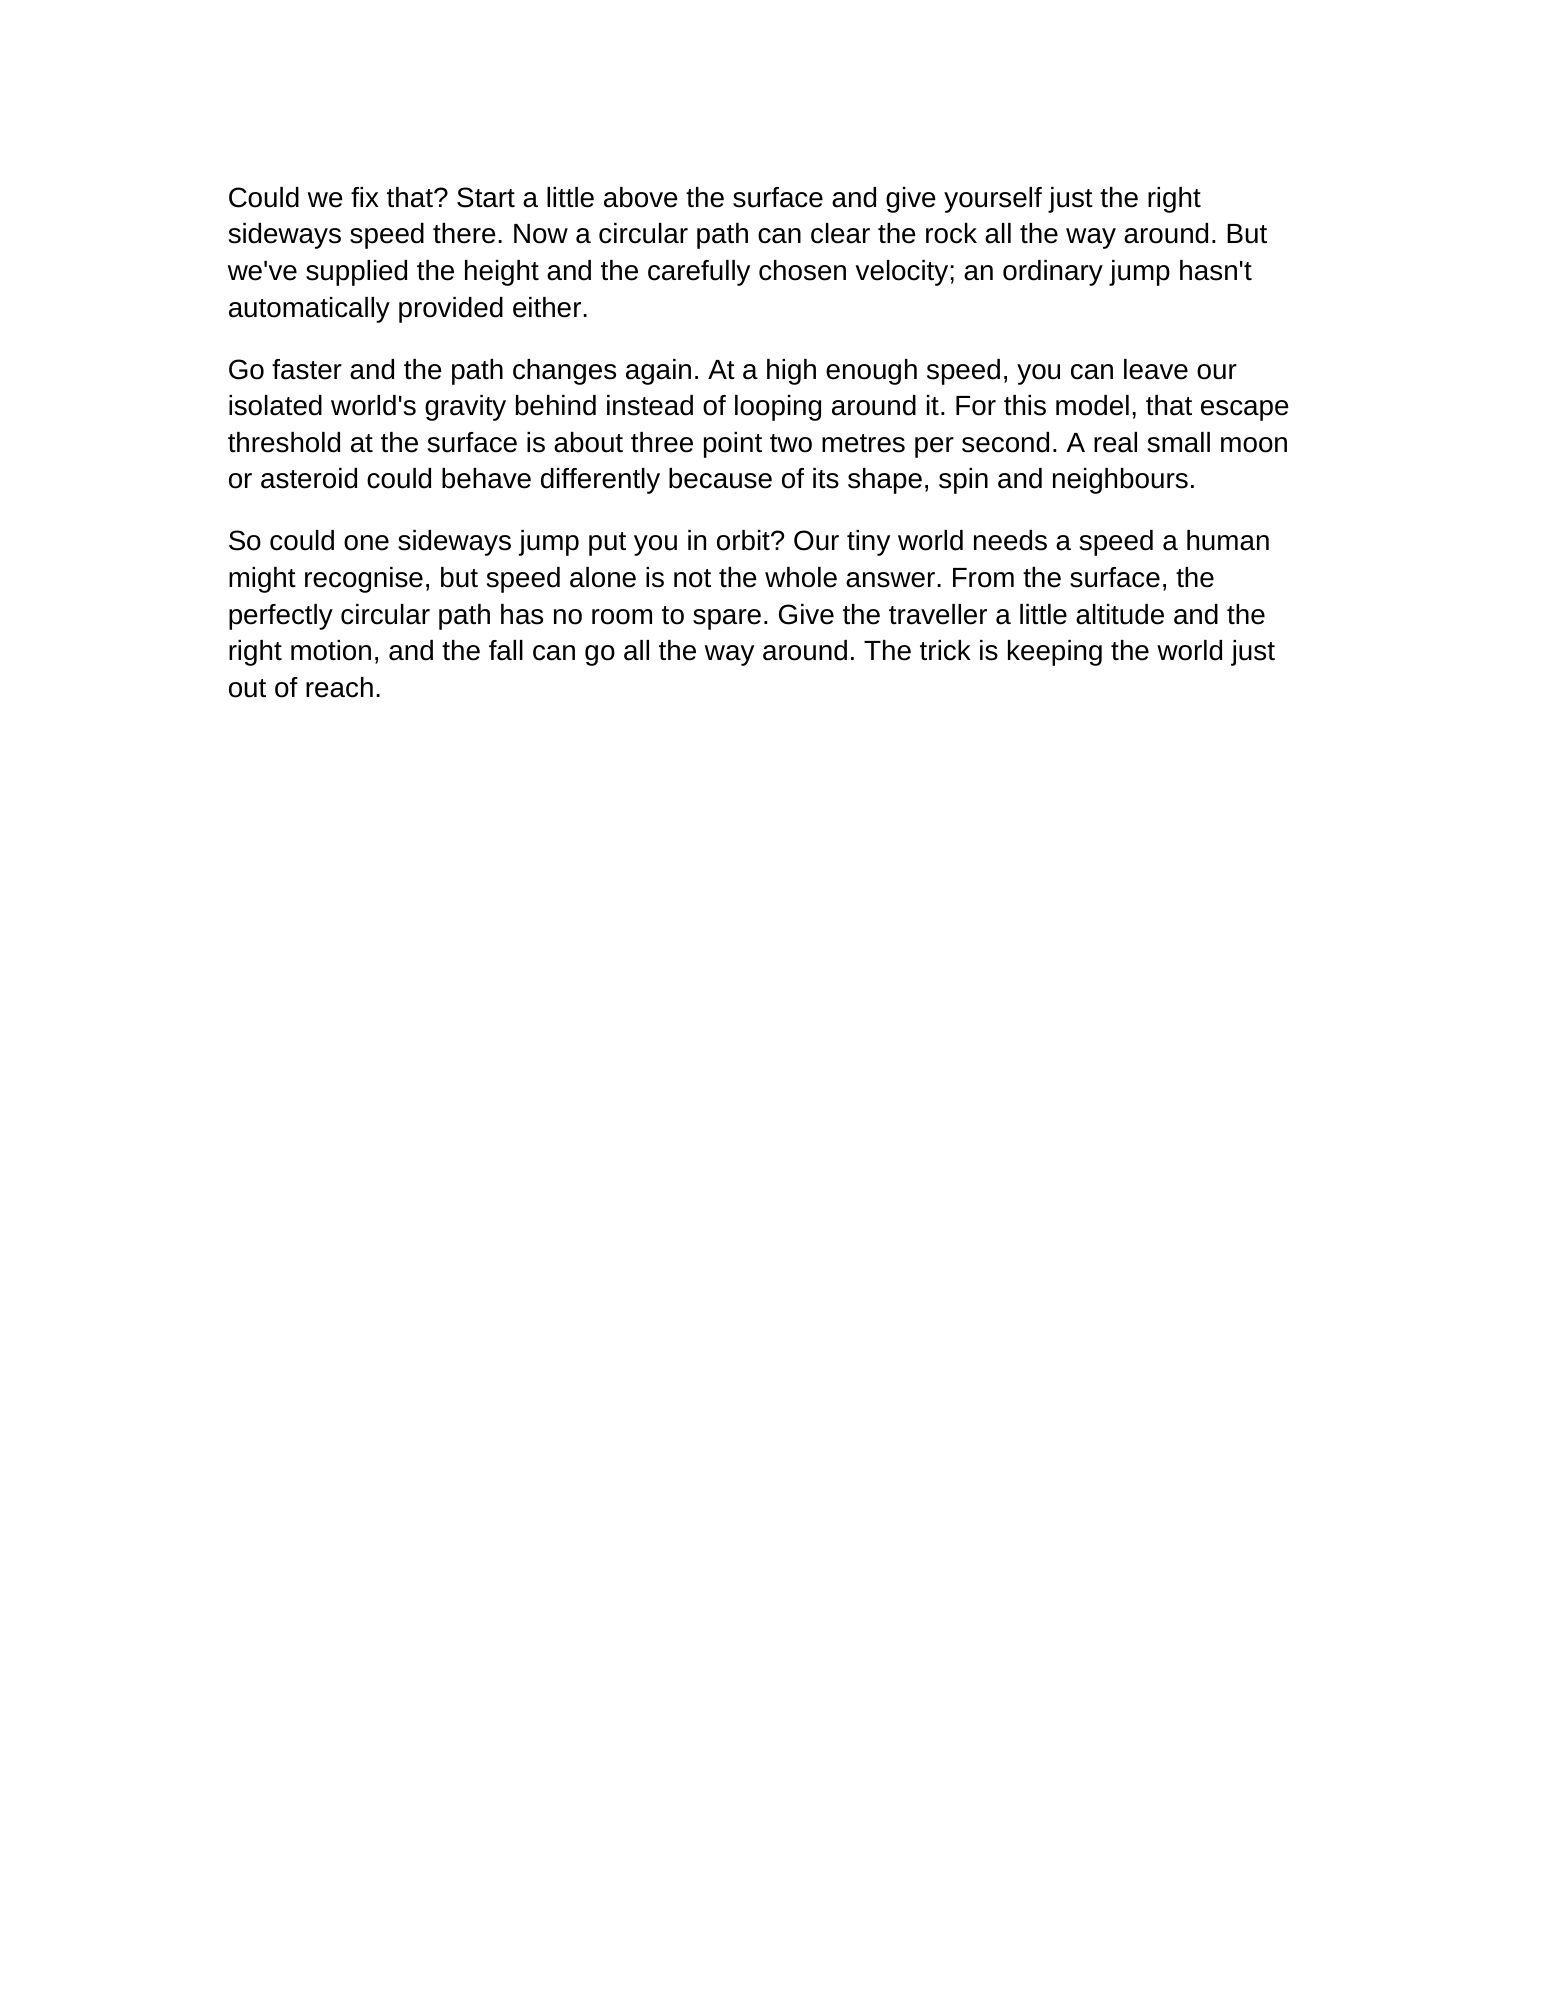 Could we fix that? Start a little above the surface and give yourself just the right
sideways speed there. Now a circular path can clear the rock all the way around. But
we've supplied the height and the carefully chosen velocity; an ordinary jump hasn't
automatically provided either.
Go faster and the path changes again. At a high enough speed, you can leave our
isolated world's gravity behind instead of looping around it. For this model, that escape
threshold at the surface is about three point two metres per second. A real small moon
or asteroid could behave differently because of its shape, spin and neighbours.
So could one sideways jump put you in orbit? Our tiny world needs a speed a human
might recognise, but speed alone is not the whole answer. From the surface, the
perfectly circular path has no room to spare. Give the traveller a little altitude and the
right motion, and the fall can go all the way around. The trick is keeping the world just
out of reach.